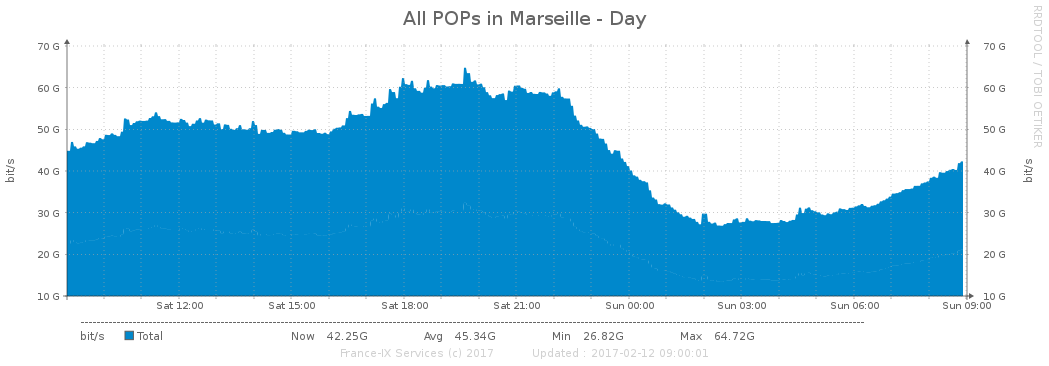 All POPs in Marseille - Day
RRDTOOL / TOBI OETIKER
70 G 70 G
60 G 60 G
50 G 50 G
40 G 40 G
30 G 30 G
20 G 20 G
10 G 10 G
bit/s bit/s
Sat 12:00 Sat 15:00 Sat 18:00 Sat 21:00 Sun 00:00 Sun 03:00 Sun 06:00 Sun 09:00
bit/s Total Now 42.25G Avg 45.34G Min 26.82G Max 64.72G
France-IX Services (c) 2017 Updated : 2017-02-12 09:00:01